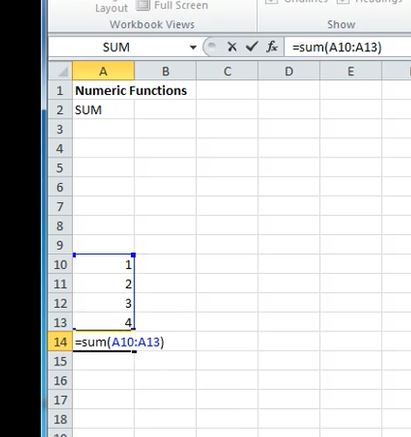 Layout
Full Screen
Gridlines
Headings
Workbook Views
Show
SUM
fx
=sum(A10:A13)
A B C D E
1 Numeric Functions
2 SUM
3
4
5
6
7
8
9
10 1
11 2
12 3
13 4
14 =sum(A10:A13)
15
16
17
18